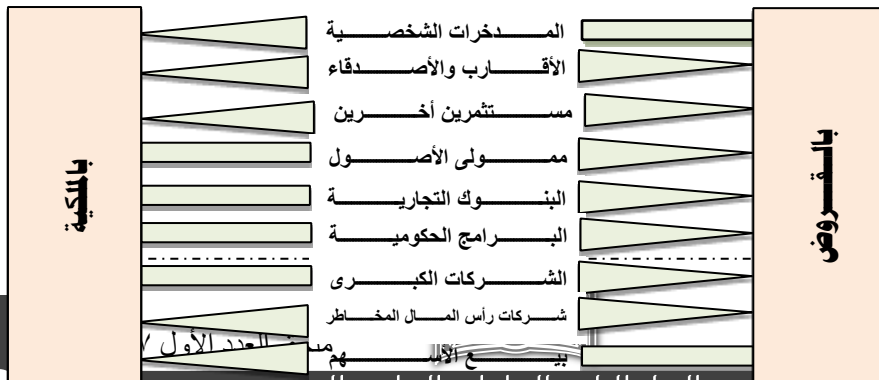 بالقروض
المدخرات الشخصية
الأقارب والأصدقاء
مستثمرين أخرين
ممولى الأصول
البنوك التجارية
البرامج الحكومية
الشركات الكبرى
شركات رأس المال المخاطر
بيع الأسهم
بالملكية
العدد الأول